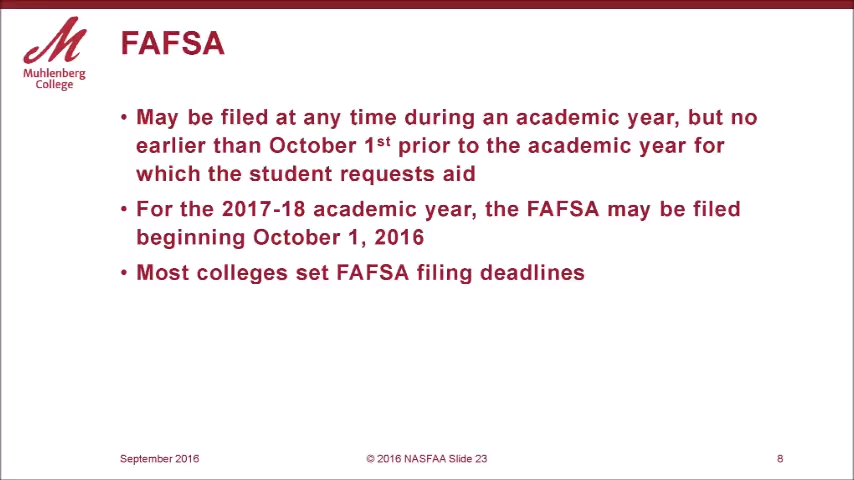 FAFSA
M
Muhlenberg
College
• May be filed at any time during an academic year, but no
earlier than October 1st prior to the academic year for
which the student requests aid
• For the 2017-18 academic year, the FAFSA may be filed
beginning October 1, 2016
• Most colleges set FAFSA filing deadlines
September 2016 © 2016 NASFAA Slide 23 8